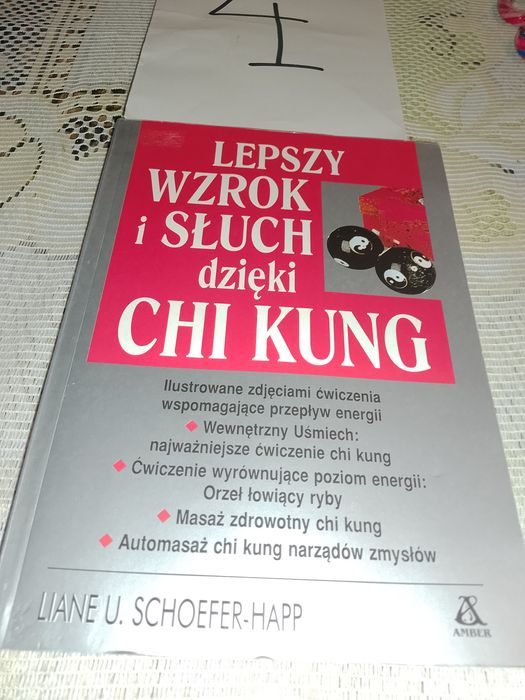 4
LEPSZY
WZROK
i SŁUCH
dzięki
CHI KUNG
Ilustrowane zdjęciami ćwiczenia
wspomagające przepływ energii
Wewnętrzny Uśmiech:
najważniejsze ćwiczenie chi kung
Ćwiczenie wyrównujące poziom energii:
Orzeł łowiący ryby
Masaż zdrowotny chi kung
Automasaż chi kung narządów zmysłów
LIANE U. SCHOEFER-HAPP
AMBER